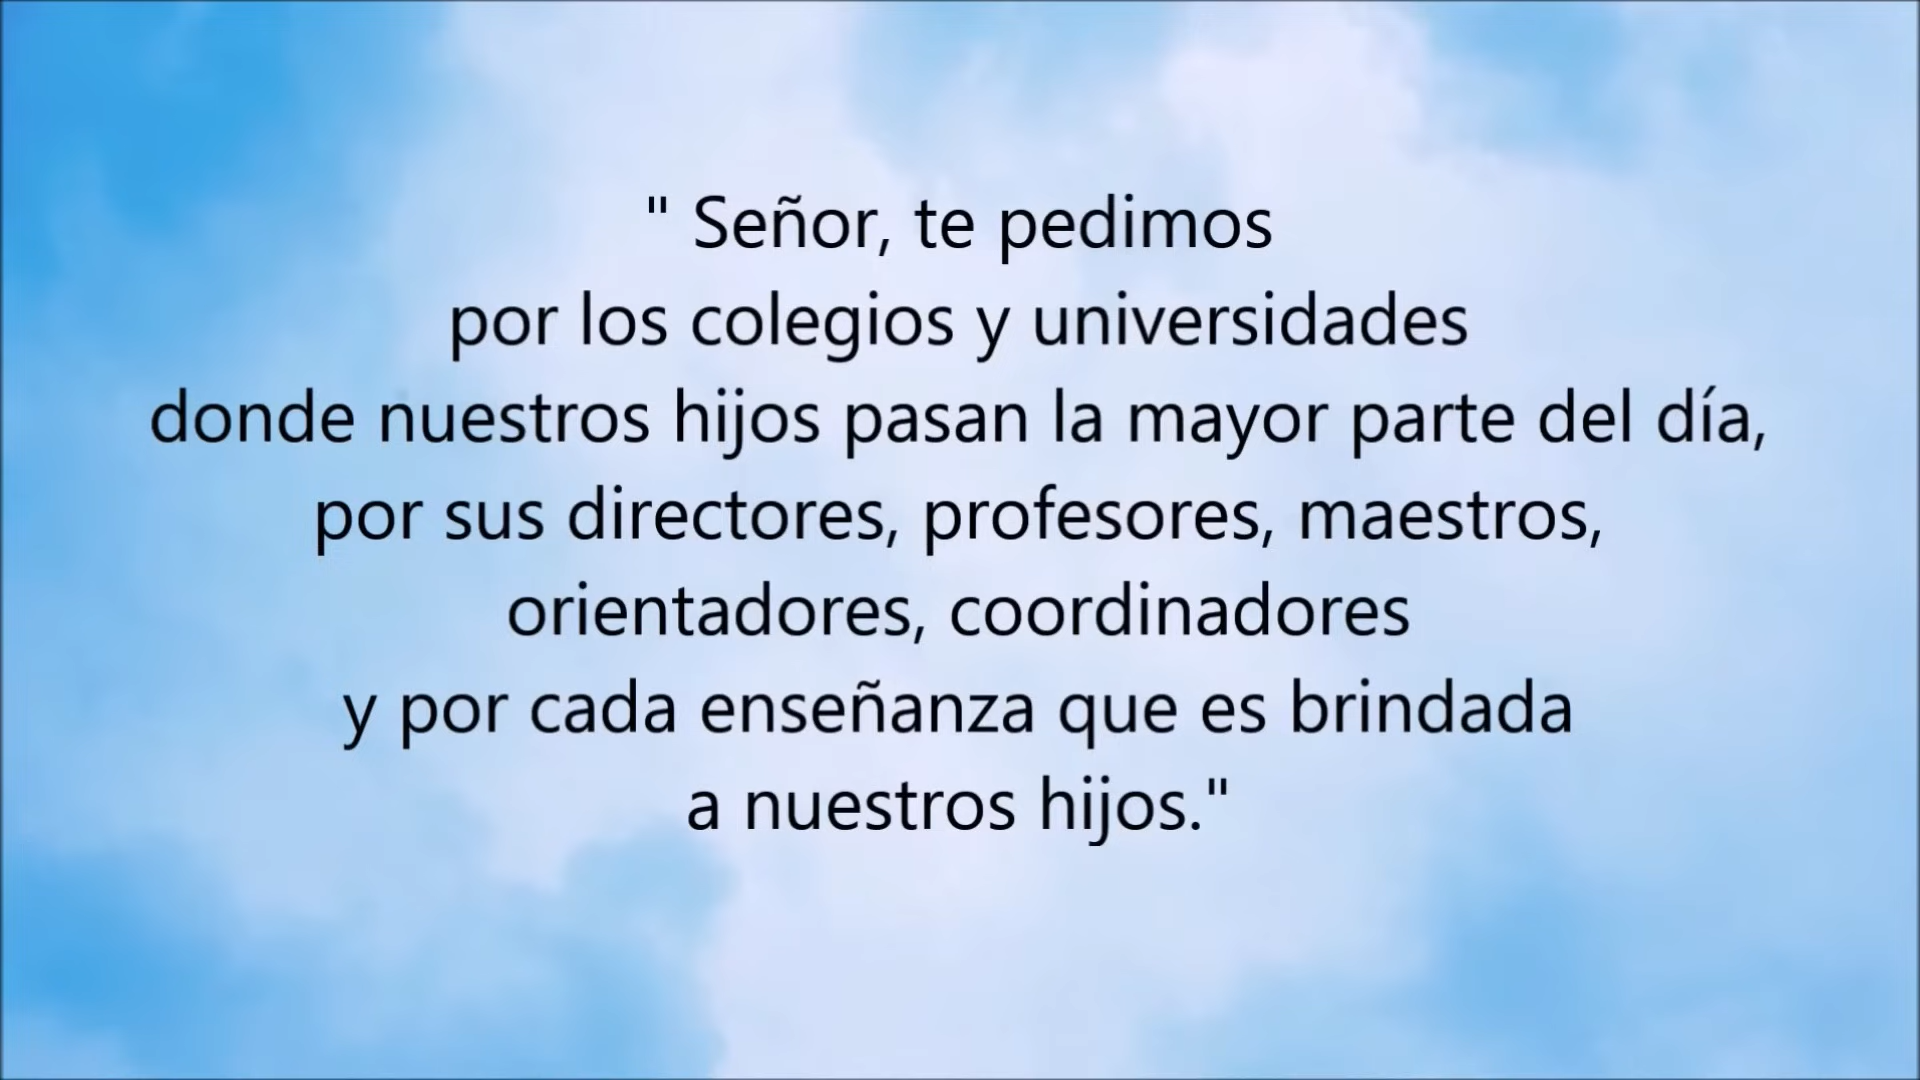 " Señor, te pedimos
por los colegios y universidades
donde nuestros hijos pasan la mayor parte del día,
por sus directores, profesores, maestros,
orientadores, coordinadores
y por cada enseñanza que es brindada
a nuestros hijos."